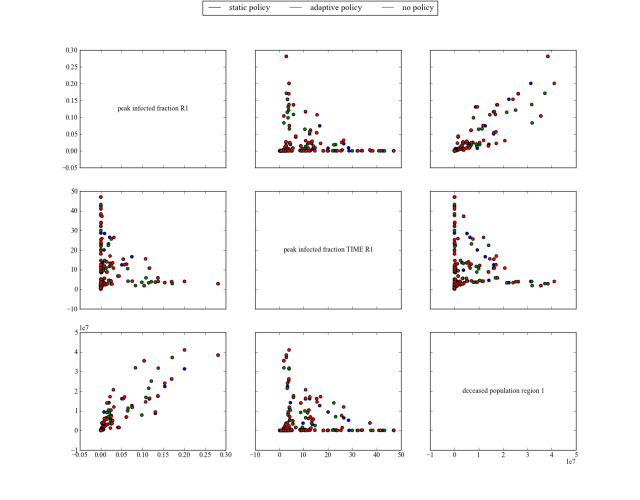 static policy adaptive policy no policy
0.30
0.25
0.20
0.15
0.10
0.05
0.00
−0.05
peak infected fraction R1
50
40
30
20
10
0
−10
peak infected fraction TIME R1
1e7
5
4
3
2
1
0
−1
deceased population region 1
−0.05 0.00 0.05 0.10 0.15 0.20 0.25 0.30
−10 0 10 20 30 40 50
−1 0 1 2 3 4 5
1e7